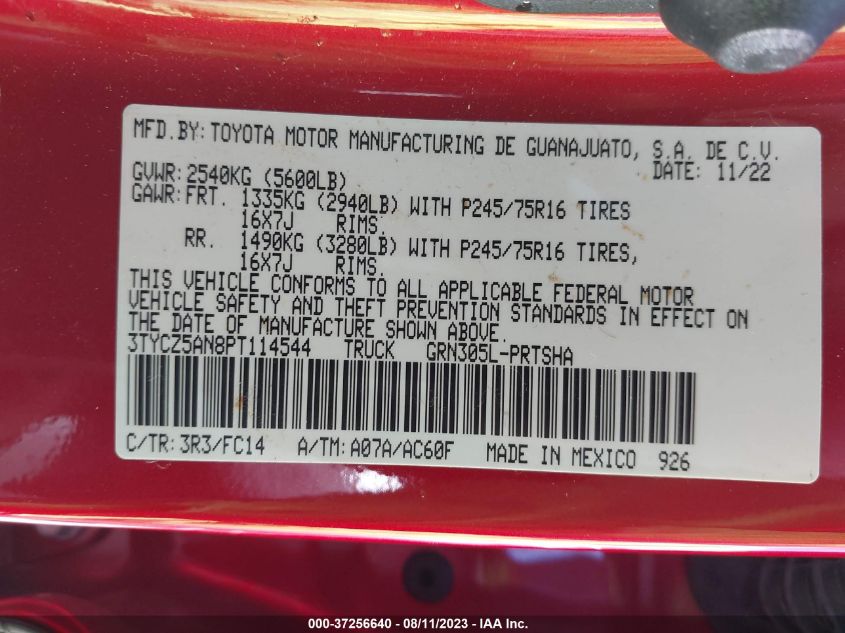 MFD.BY: TOYOTA MOTOR MANUFACTURING DE GUANAJUATO, S.A. DE C.V.
GVWR: 2540KG (5600LB) DATE: 11/22
GAWR: FRT. 1335KG (2940LB) WITH P245/75R16 TIRES
16X7J RIMS.
RR. 1490KG (3280LB) WITH P245/75R16 TIRES,
16X7J RIMS.
THIS VEHICLE CONFORMS TO ALL APPLICABLE FEDERAL MOTOR
VEHICLE SAFETY AND THEFT PREVENTION STANDARDS IN EFFECT ON
THE DATE OF MANUFACTURE SHOWN ABOVE.
3TYCZ5AN8PT114544 TRUCK GRN305L-PRTSHA
C/TR: 3R3/FC14 A/TM: A07A/AC60F MADE IN MEXICO 926
000-37256640 - 08/11/2023 - IAA Inc.